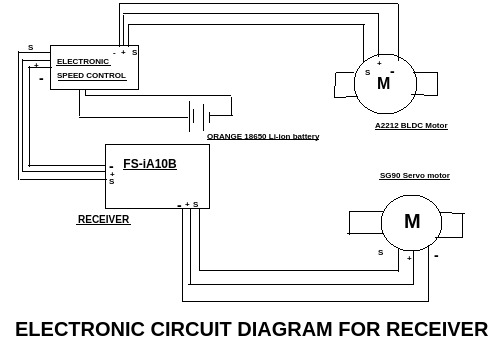 S
+
-
- + S
ELECTRONIC
SPEED CONTROL
+
S -
M
A2212 BLDC Motor
ORANGE 18650 Li-Ion battery
-
+
S
FS-iA10B
- + S
RECEIVER
SG90 Servo motor
M
S + -
ELECTRONIC CIRCUIT DIAGRAM FOR RECEIVER